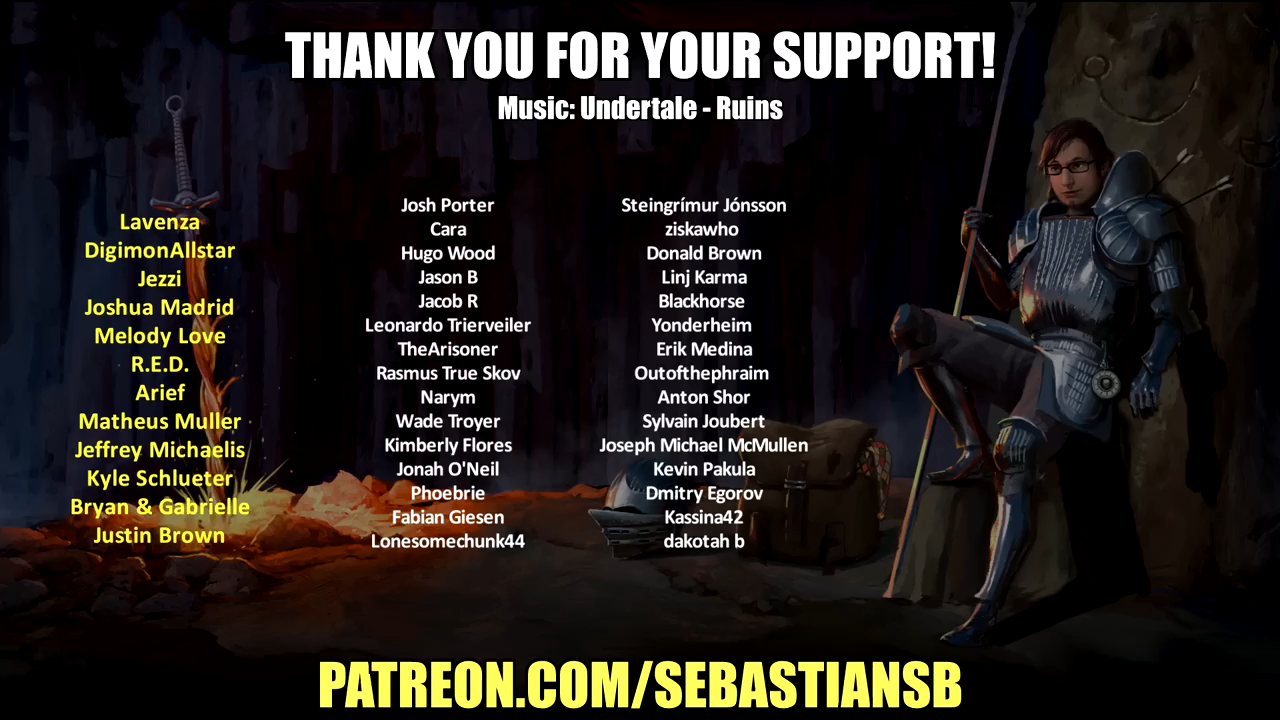 THANK YOU FOR YOUR SUPPORT!
Music: Undertale - Ruins
Lavenza
DigimonAllstar
Jezzi
Joshua Madrid
Melody Love
R.E.D.
Arief
Matheus Muller
Jeffrey Michaelis
Kyle Schlueter
Bryan & Gabrielle
Justin Brown
Josh Porter
Cara
Hugo Wood
Jason B
Jacob R
Leonardo Trierveiler
TheArisoner
Rasmus True Skov
Narym
Wade Troyer
Kimberly Flores
Jonah O'Neil
Phoebrie
Fabian Giesen
Lonesomechunk44
Steingrímur Jónsson
ziskawho
Donald Brown
Linj Karma
Blackhorse
Yonderheim
Erik Medina
Outofthephraim
Anton Shor
Sylvain Joubert
Joseph Michael McMullen
Kevin Pakula
Dmitry Egorov
Kassina42
dakotah b
PATREON.COM/SEBASTIANSB